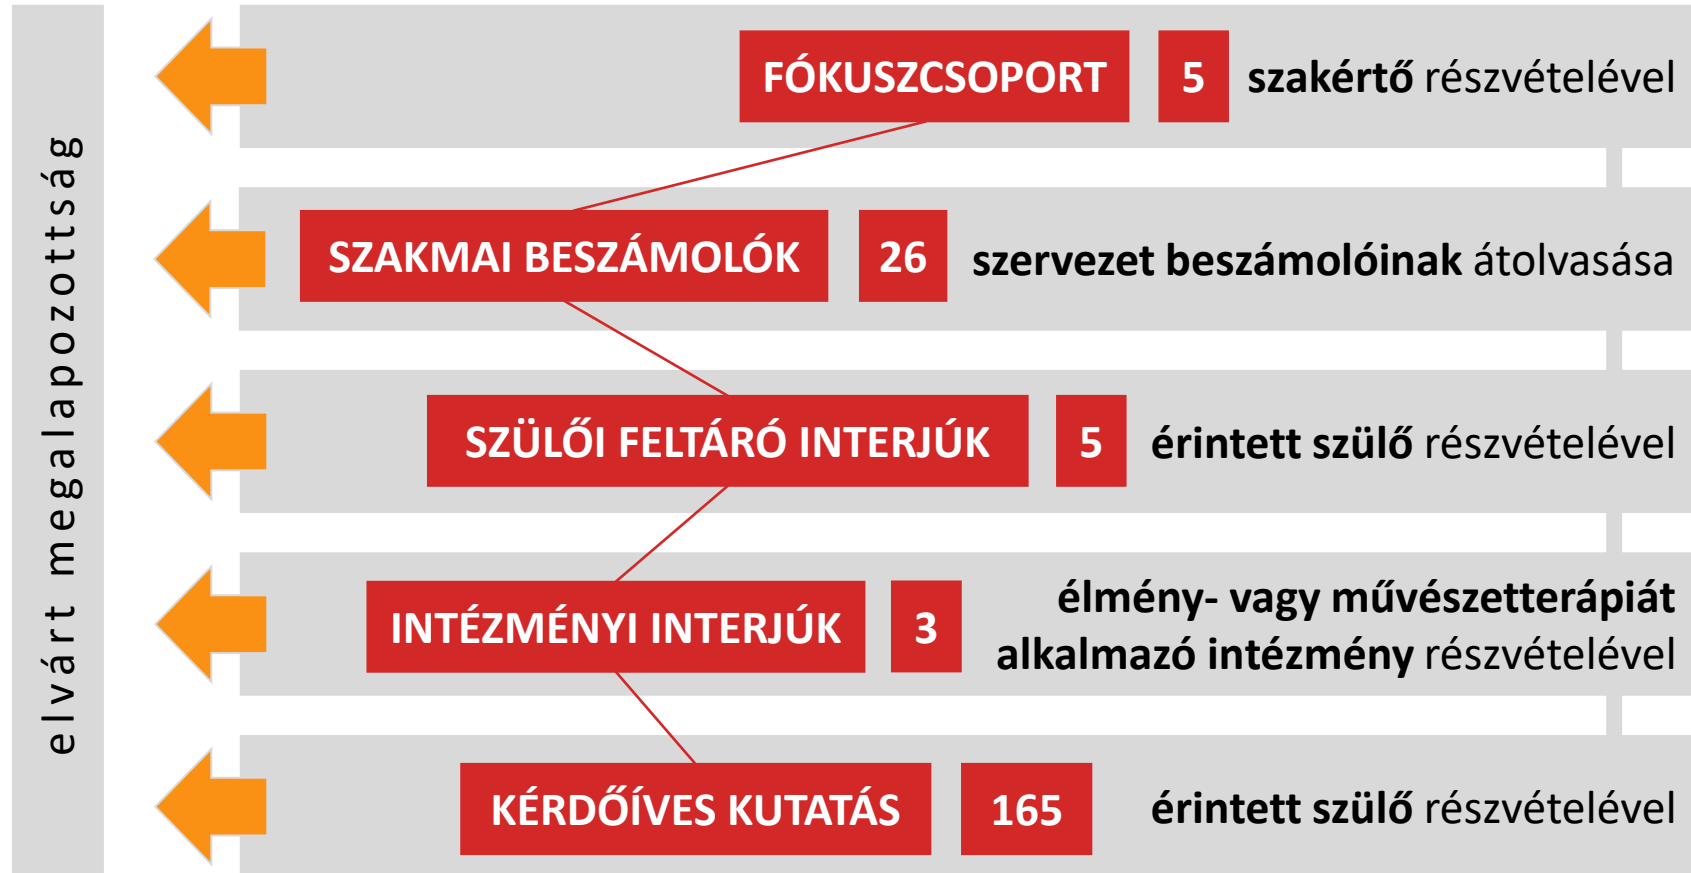 elvárt megalapozottság
FÓKUSZCSOPORT 5 szakértő részvételével
SZAKMAI BESZÁMOLÓK 26 szervezet beszámolóinak átolvasása
SZÜLŐI FELTÁRÓ INTERJÚK 5 érintett szülő részvételével
INTÉZMÉNYI INTERJÚK 3 élmény- vagy művészetterápiát
alkalmazó intézmény részvételével
KÉRDŐÍVES KUTATÁS 165 érintett szülő részvételével